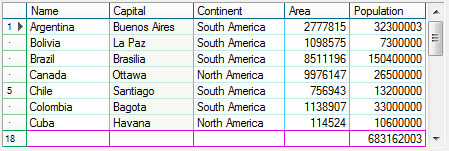 Name Capital Continent Area Population
1 Argentina Buenos Aires South America 2777815 32300003
· Bolivia La Paz South America 1098575 7300000
· Brazil Brasilia South America 8511196 150400000
· Canada Ottawa North America 9976147 26500000
5 Chile Santiago South America 756943 13200000
· Colombia Bagota South America 1138907 33000000
· Cuba Havana North America 114524 10600000
18 683162003